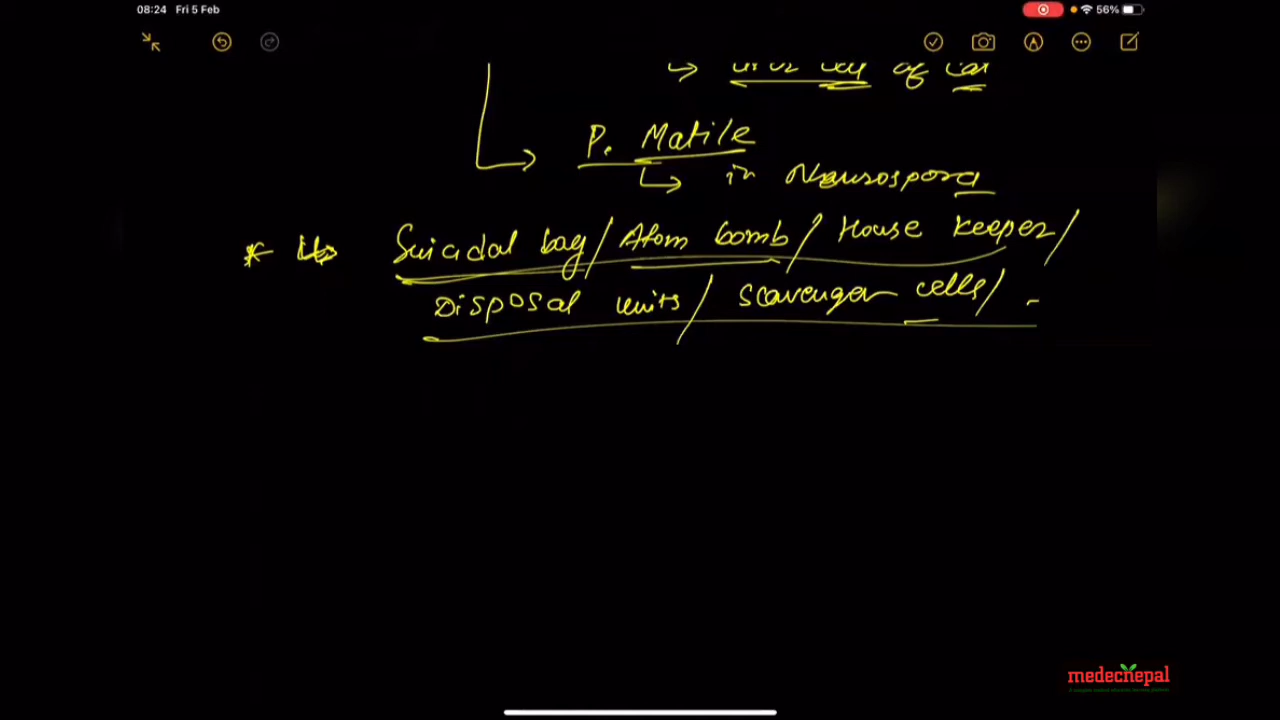 08:24 Fri 5 Feb 56%
of
P. Matile
in Neurospora
* Suicidal bag / Atom bomb / House keeper /
Disposal units / scavenger cells /
medecnepal